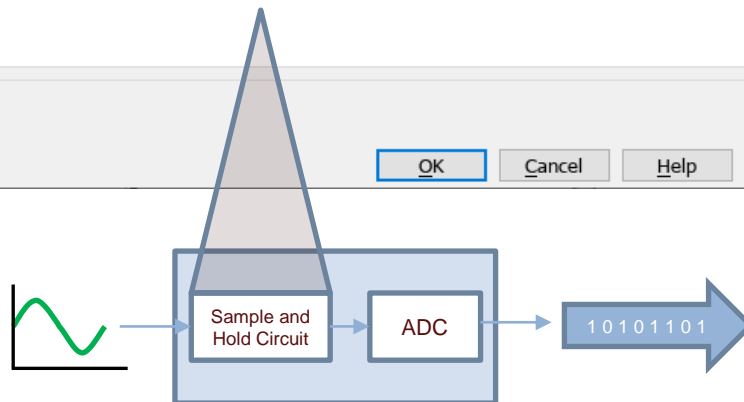 OK Cancel Help
Sample and
Hold Circuit
ADC
1 0 1 0 1 1 0 1